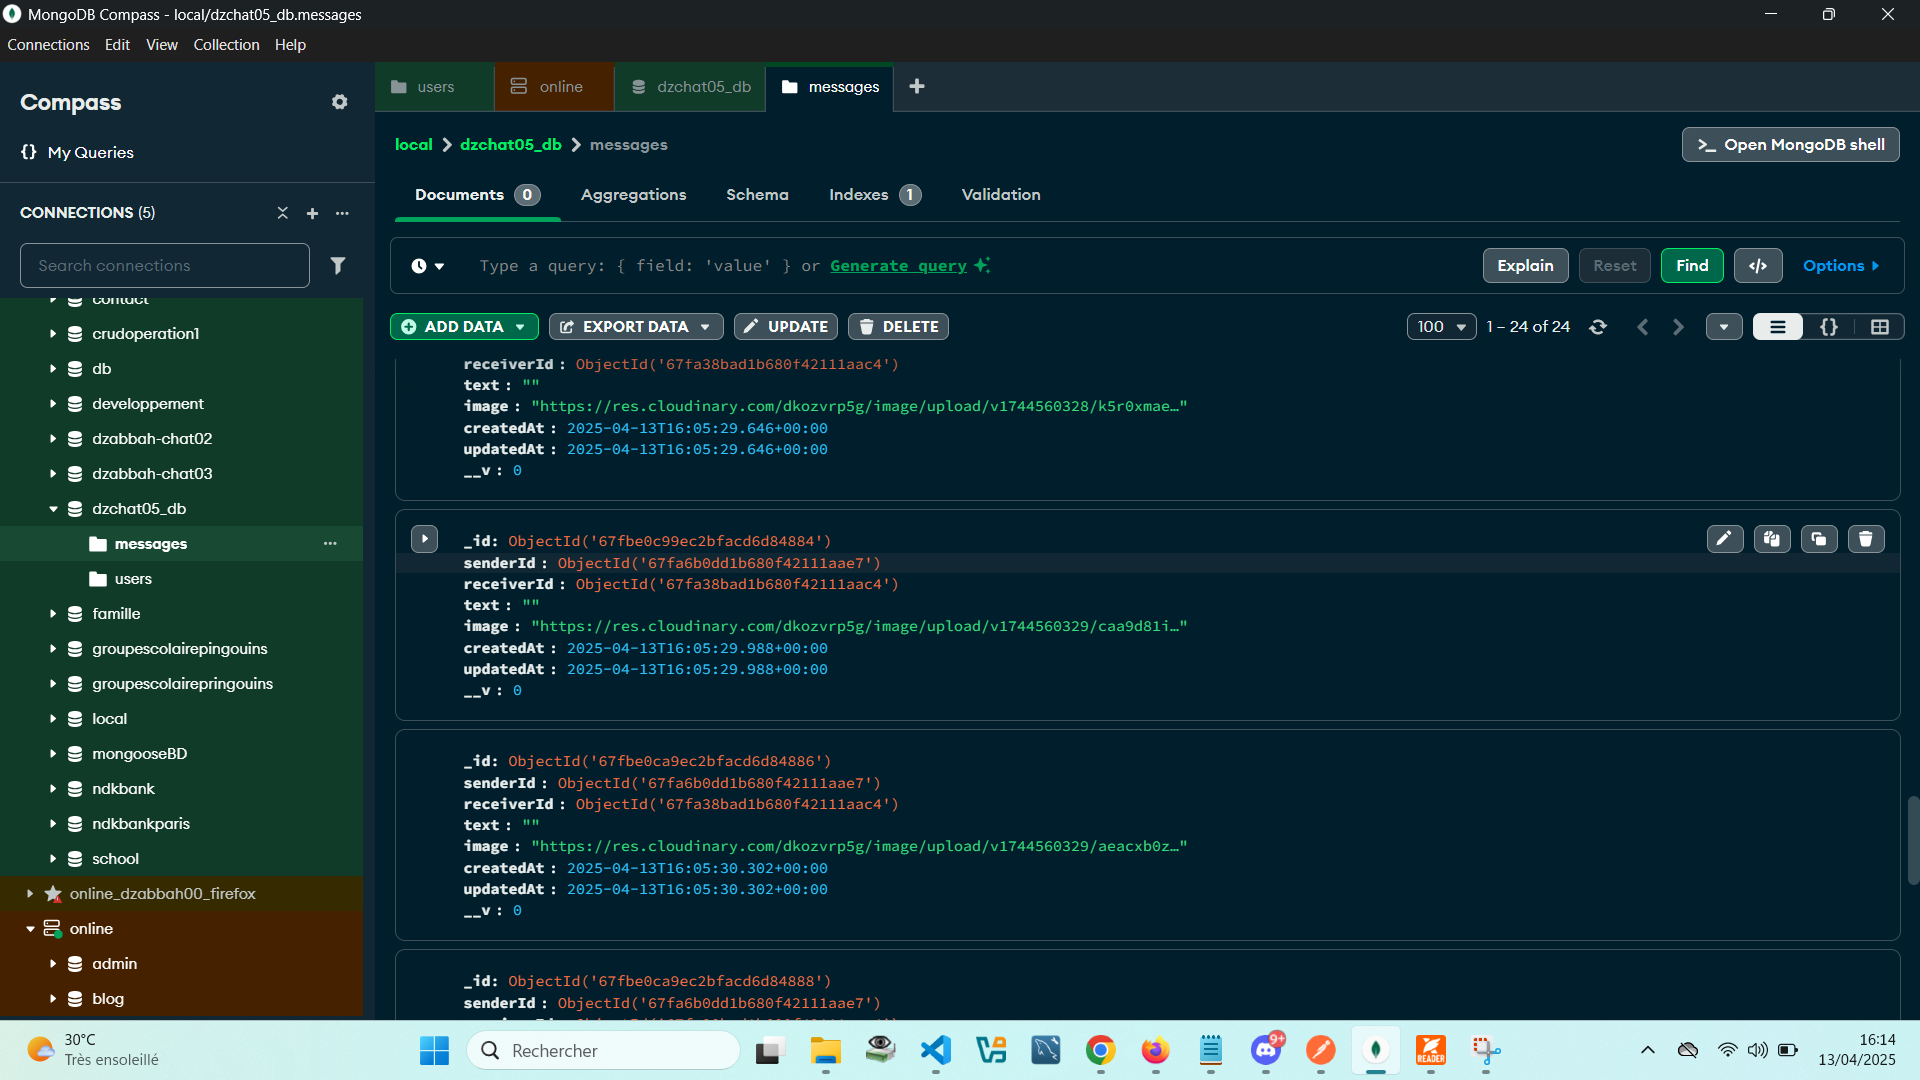 MongoDB Compass - local/dzchat05_db.messages
Connections Edit View Collection Help
Compass
{} My Queries
CONNECTIONS (5)
Search connections
contact
crudoperation1
db
developpement
dzabbah-chat02
dzabbah-chat03
dzchat05_db
messages
users
famille
groupescolairepingouins
groupescolairepringouins
local
mongooseBD
ndkbank
ndkbankparis
school
online_dzabbah00_firefox
online
admin
blog
users online dzchat05_db messages
local > dzchat05_db > messages
>_ Open MongoDB shell
Documents 0 Aggregations Schema Indexes 1 Validation
Type a query: { field: 'value' } or Generate query
Explain Reset Find </> Options
ADD DATA EXPORT DATA UPDATE DELETE
100 1 – 24 of 24 {}
receiverId : ObjectId('67fa38bad1b680f42111aac4')
text : ""
image : "https://res.cloudinary.com/dkozvrp5g/image/upload/v1744560328/k5r0xmae…"
createdAt : 2025-04-13T16:05:29.646+00:00
updatedAt : 2025-04-13T16:05:29.646+00:00
__v : 0
_id: ObjectId('67fbe0c99ec2bfacd6d84884')
senderId : ObjectId('67fa6b0dd1b680f42111aae7')
receiverId : ObjectId('67fa38bad1b680f42111aac4')
text : ""
image : "https://res.cloudinary.com/dkozvrp5g/image/upload/v1744560329/caa9d81i…"
createdAt : 2025-04-13T16:05:29.988+00:00
updatedAt : 2025-04-13T16:05:29.988+00:00
__v : 0
_id: ObjectId('67fbe0ca9ec2bfacd6d84886')
senderId : ObjectId('67fa6b0dd1b680f42111aae7')
receiverId : ObjectId('67fa38bad1b680f42111aac4')
text : ""
image : "https://res.cloudinary.com/dkozvrp5g/image/upload/v1744560329/aeacxb0z…"
createdAt : 2025-04-13T16:05:30.302+00:00
updatedAt : 2025-04-13T16:05:30.302+00:00
__v : 0
_id: ObjectId('67fbe0ca9ec2bfacd6d84888')
senderId : ObjectId('67fa6b0dd1b680f42111aae7')
30°C
Très ensoleillé
Rechercher
9+
READER
16:14
13/04/2025